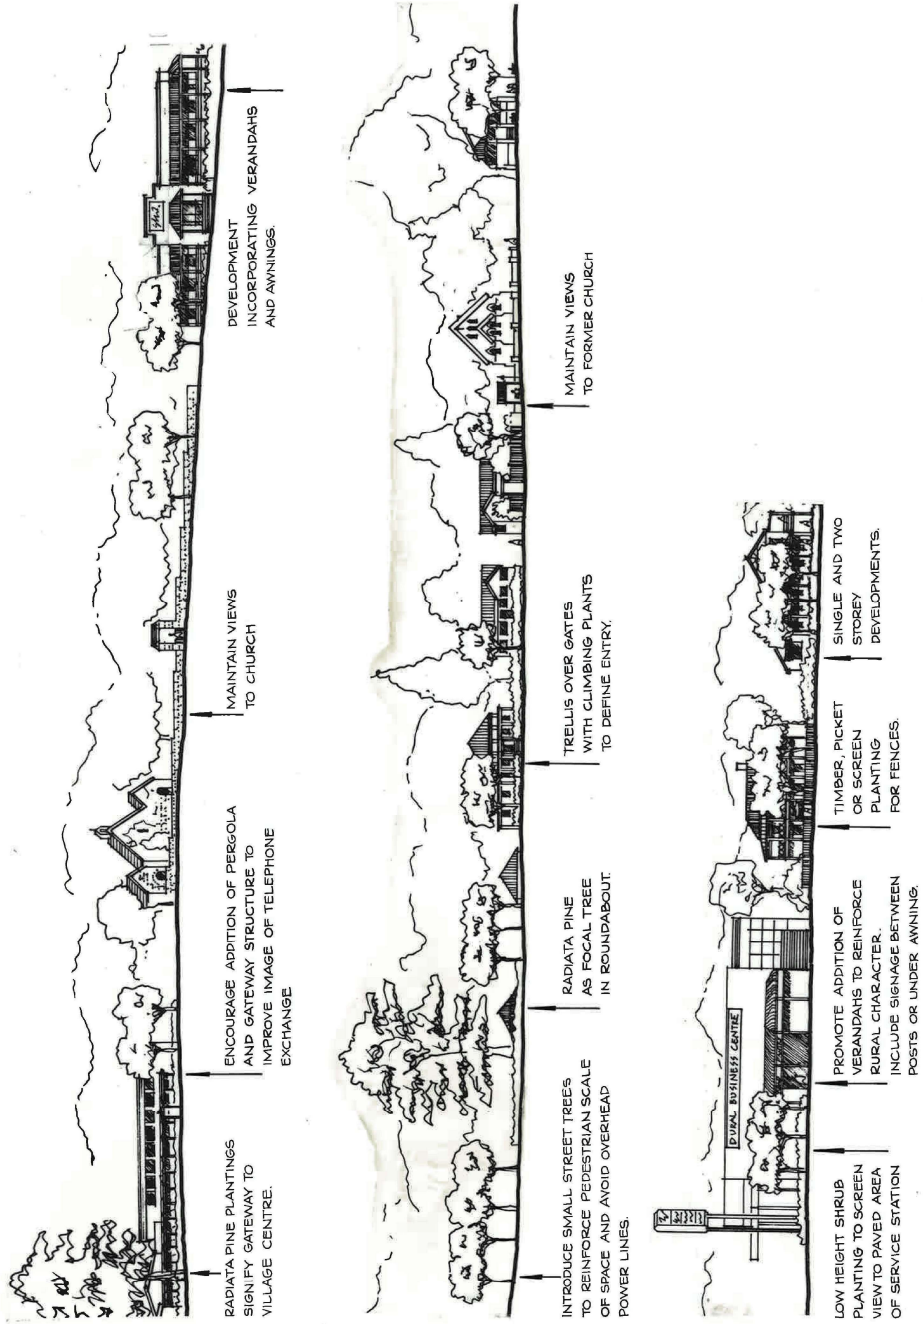 RADIATA PINE PLANTINGS
SIGNIFY GATEWAY TO
VILLAGE CENTRE.
ENCOURAGE ADDITION OF PERGOLA
AND GATEWAY STRUCTURE TO
IMPROVE IMAGE OF TELEPHONE
EXCHANGE
MAINTAIN VIEWS
TO CHURCH
DEVELOPMENT
INCORPORATING VERANDAHS
AND AWNINGS.
INTRODUCE SMALL STREET TREES
TO REINFORCE PEDESTRIAN SCALE
OF SPACE AND AVOID OVERHEAD
POWER LINES.
RADIATA PINE
AS FOCAL TREE
IN ROUNDABOUT.
TRELLIS OVER GATES
WITH CLIMBING PLANTS
TO DEFINE ENTRY.
MAINTAIN VIEWS
TO FORMER CHURCH
DURAL BUSINESS CENTRE
LOW HEIGHT SHRUB
PLANTING TO SCREEN
VIEW TO PAVED AREA
OF SERVICE STATION
PROMOTE ADDITION OF
VERANDAHS TO REINFORCE
RURAL CHARACTER.
INCLUDE SIGNAGE BETWEEN
POSTS OR UNDER AWNING.
TIMBER, PICKET
OR SCREEN
PLANTING
FOR FENCES.
SINGLE AND TWO
STOREY
DEVELOPMENTS.